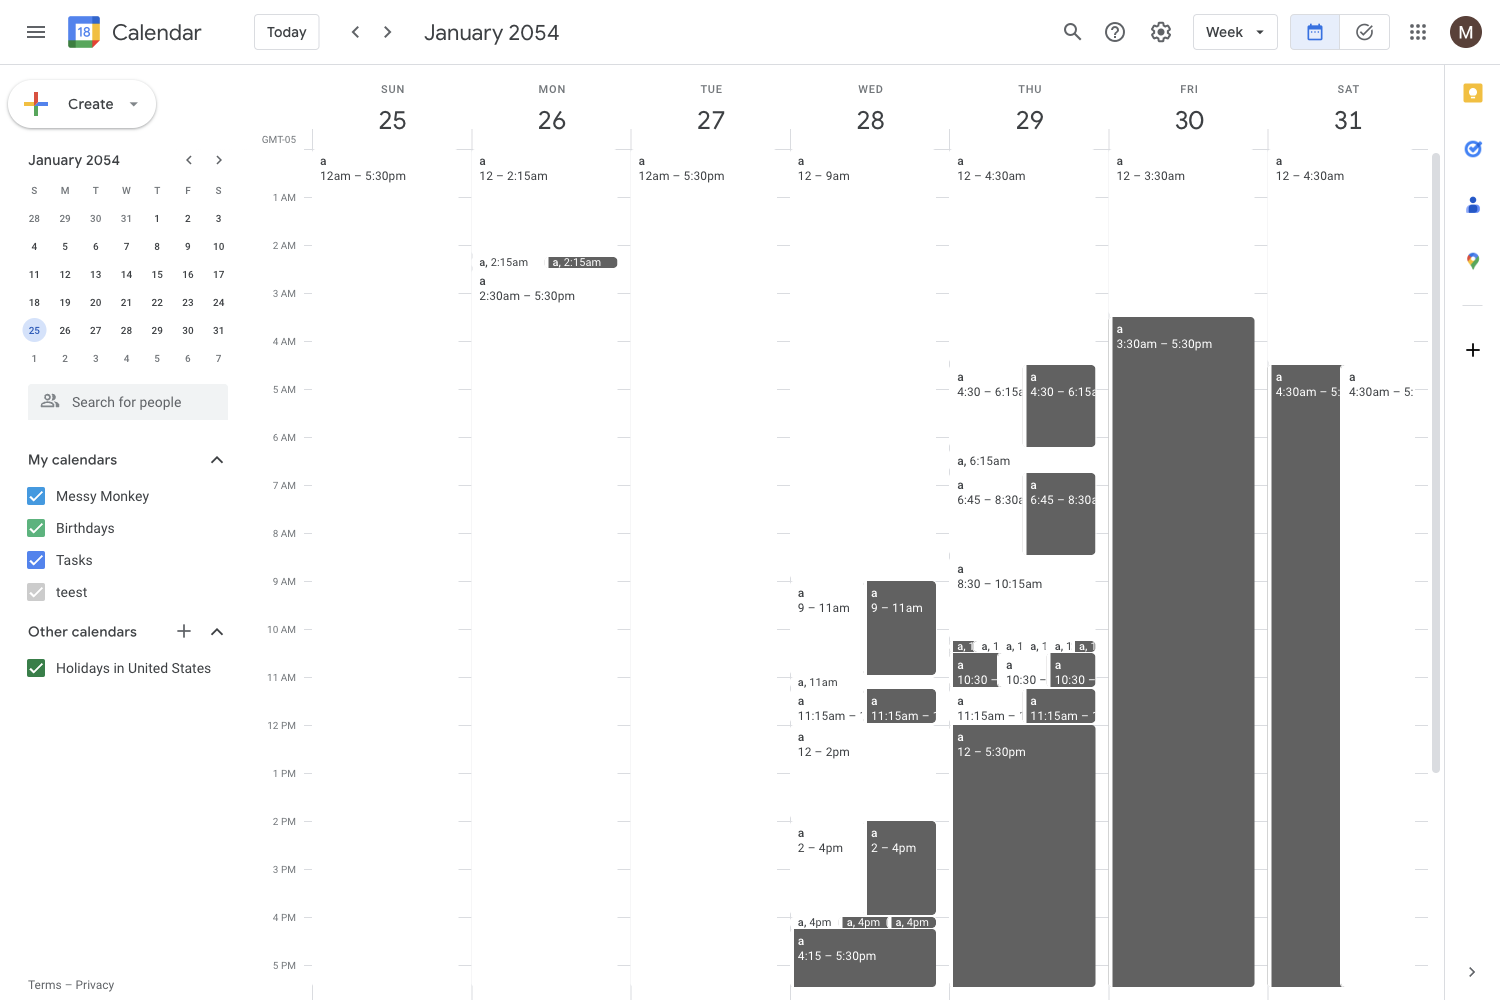 18 Calendar Today January 2054 Week M
Create
SUN MON TUE WED THU FRI SAT
25 26 27 28 29 30 31
GMT-05
January 2054
S M T W T F S
28 29 30 31 1 2 3
4 5 6 7 8 9 10
11 12 13 14 15 16 17
18 19 20 21 22 23 24
25 26 27 28 29 30 31
1 2 3 4 5 6 7
Search for people
My calendars
Messy Monkey
Birthdays
Tasks
teest
Other calendars
Holidays in United States
Terms – Privacy
1 AM
2 AM
3 AM
4 AM
5 AM
6 AM
7 AM
8 AM
9 AM
10 AM
11 AM
12 PM
1 PM
2 PM
3 PM
4 PM
5 PM
a
12am – 5:30pm
a
12 – 2:15am
a, 2:15am
a, 2:15am
a
2:30am – 5:30pm
a
12am – 5:30pm
a
12 – 9am
a
9 – 11am
a
9 – 11am
a, 11am
a
11:15am –
a
11:15am –
a
12 – 2pm
a
2 – 4pm
a
2 – 4pm
a, 4pm
a, 4pm
a, 4pm
a
4:15 – 5:30pm
a
12 – 4:30am
a
4:30 – 6:15a
a
4:30 – 6:15a
a, 6:15am
a
6:45 – 8:30a
a
6:45 – 8:30a
a
8:30 – 10:15am
a, 1
a, 1
a, 1
a, 1
a, 1
a, 1
a
10:30 –
a
10:30 –
a
10:30 –
a
11:15am –
a
11:15am –
a
12 – 5:30pm
a
12 – 3:30am
a
3:30am – 5:30pm
a
12 – 4:30am
a
4:30am – 5:
a
4:30am – 5: